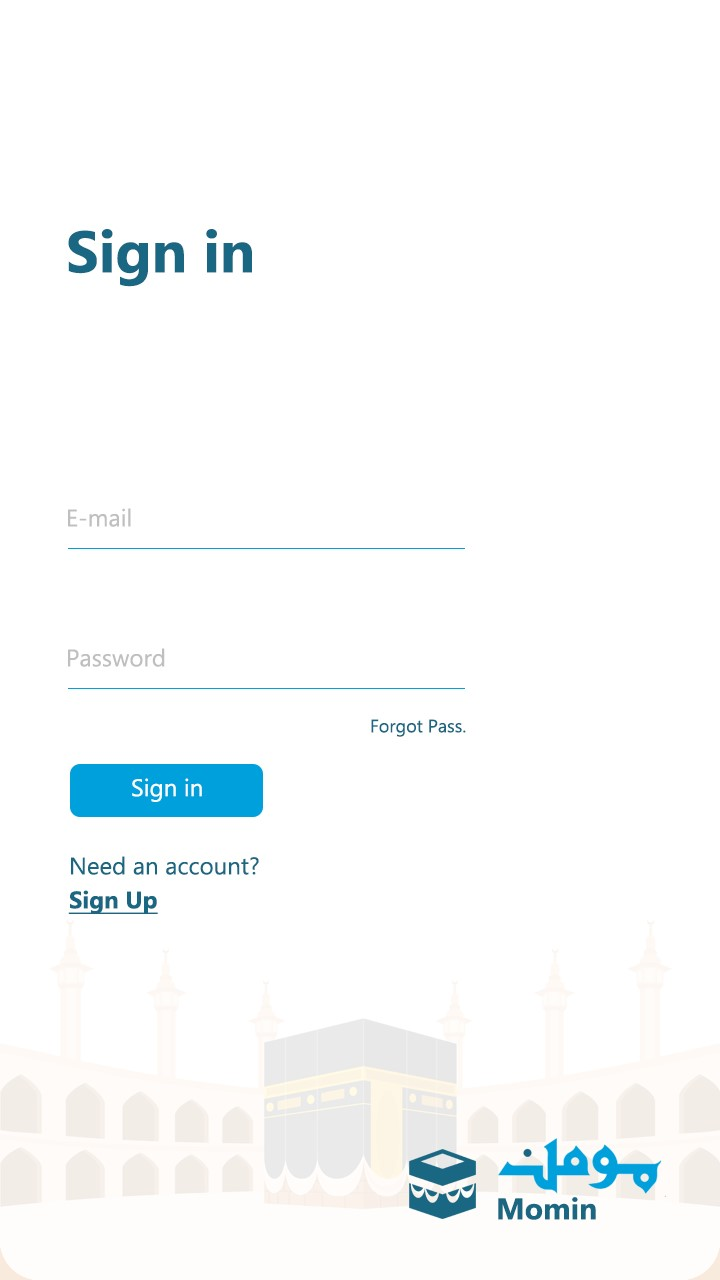 Sign in
E-mail
Password
Forgot Pass.
Sign in
Need an account?
Sign Up
مومن
Momin